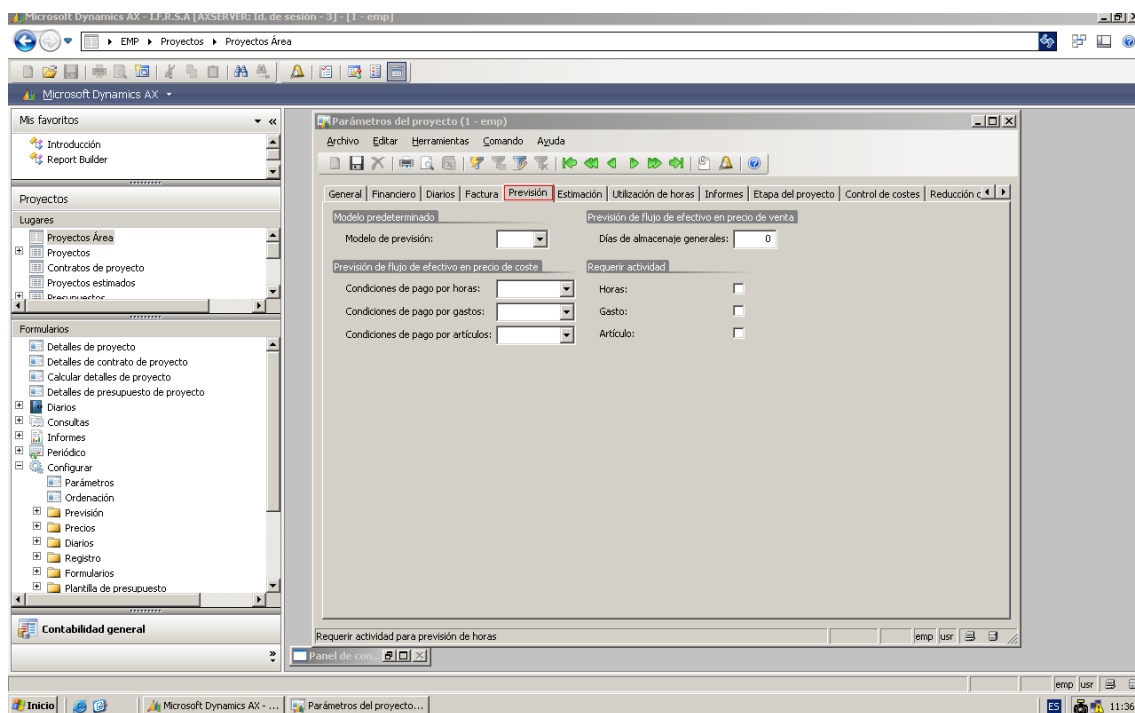 Microsoft Dynamics AX - I.F.R.S.A [AXSERVER: Id. de sesión - 3] - [1 - emp]
EMP Proyectos Proyectos Área
Microsoft Dynamics AX
Mis favoritos
Introducción
Report Builder
Proyectos
Lugares
Proyectos Área
Proyectos
Contratos de proyecto
Proyectos estimados
Presupuestos
Formularios
Detalles de proyecto
Detalles de contrato de proyecto
Calcular detalles de proyecto
Detalles de presupuesto de proyecto
Diarios
Consultas
Informes
Periódico
Configurar
Parámetros
Ordenación
Previsión
Precios
Diarios
Registro
Formularios
Plantilla de presupuesto
Contabilidad general
Parámetros del proyecto (1 - emp)
Archivo Editar Herramientas Comando Ayuda
General Financiero Diarios Factura Previsión Estimación Utilización de horas Informes Etapa del proyecto Control de costes Reducción c
Modelo predeterminado
Modelo de previsión:
Previsión de flujo de efectivo en precio de coste
Condiciones de pago por horas:
Condiciones de pago por gastos:
Condiciones de pago por artículos:
Previsión de flujo de efectivo en precio de venta
Días de almacenaje generales: 0
Requerir actividad
Horas:
Gasto:
Artículo:
Requerir actividad para previsión de horas
emp usr
Panel de con...
emp usr
Inicio
Microsoft Dynamics AX - ...
Parámetros del proyecto...
ES
11:36